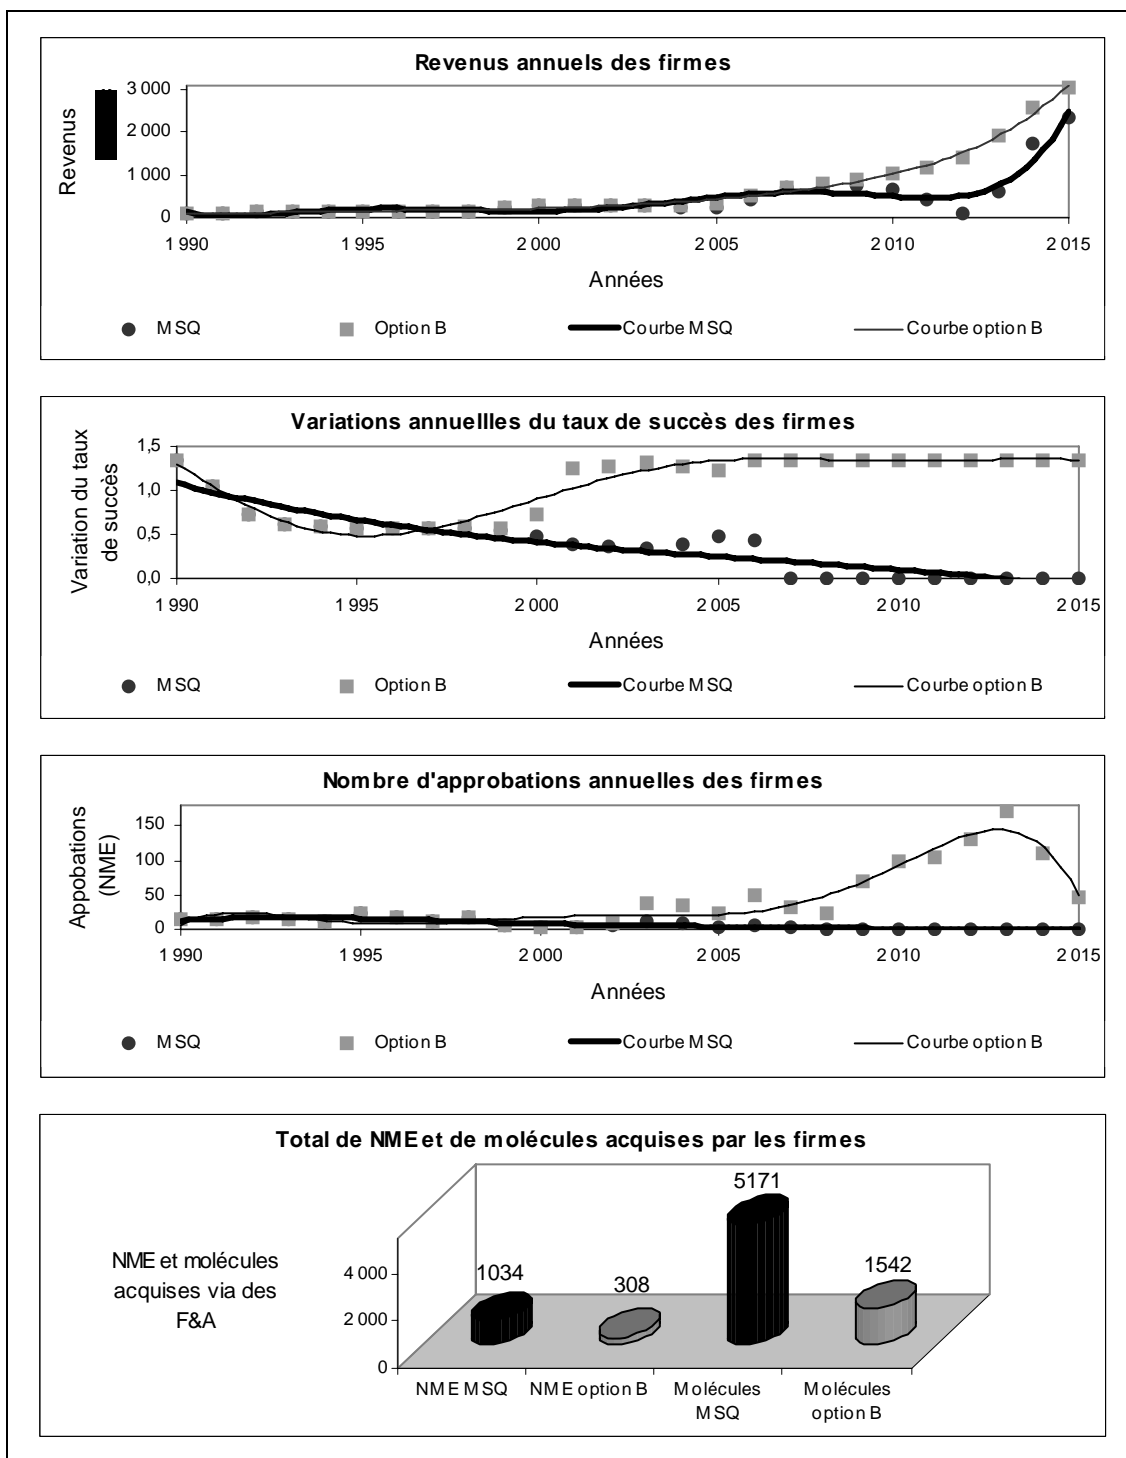 Revenus annuels des firmes
Revenus
3 000
2 000
1 000
0
1 990 1 995 2 000 2 005 2 010 2 015
Années
MSQ Option B Courbe MSQ Courbe option B
Variations annuellles du taux de succès des firmes
Variation du taux
de succès
1,5
1,0
0,5
0,0
1 990 1 995 2 000 2 005 2 010 2 015
Années
MSQ Option B Courbe MSQ Courbe option B
Nombre d'approbations annuelles des firmes
Appobations
(NME)
150
100
50
0
1 990 1 995 2 000 2 005 2 010 2 015
Années
MSQ Option B Courbe MSQ Courbe option B
Total de NME et de molécules acquises par les firmes
NME et molécules
acquises via des
F&A
4 000
2 000
0
1034
308
5171
1542
NME MSQ NME option B Molécules MSQ Molécules option B